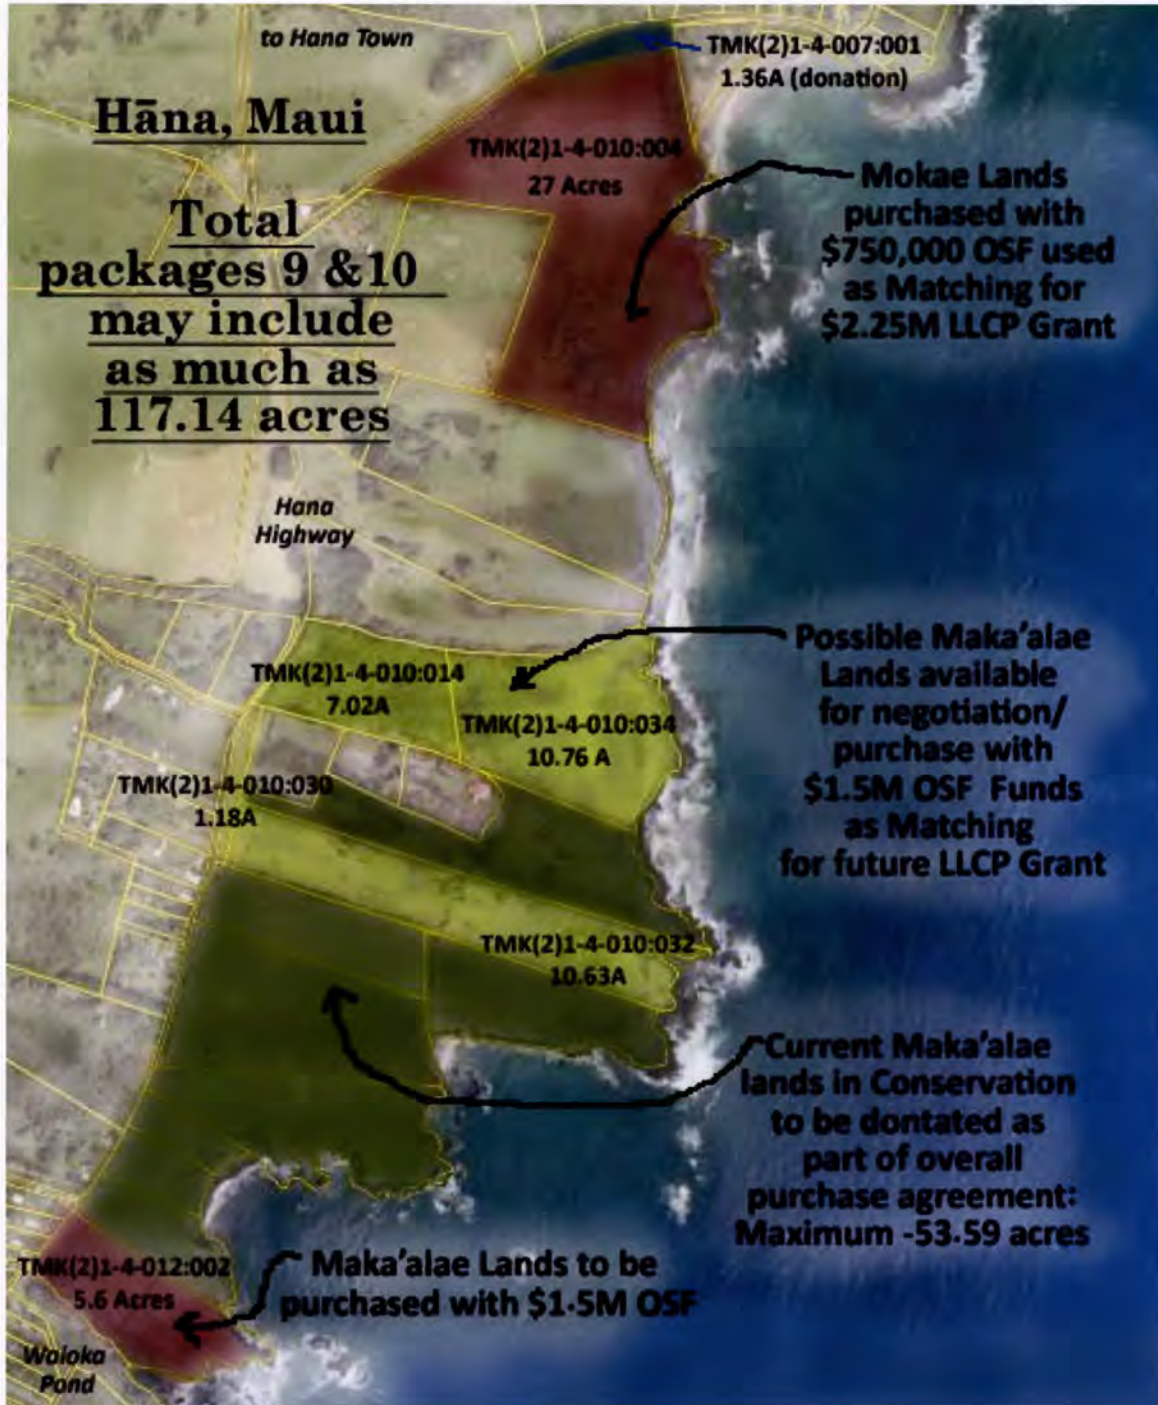 to Hana Town
TMK(2)1-4-007:001
1.36A (donation)
Hāna, Maui
TMK(2)1-4-010:004
27 Acres
Mokae Lands
purchased with
$750,000 OSF used
as Matching for
$2.25M LLCP Grant
Total
packages 9 &10
may include
as much as
117.14 acres
Hana
Highway
Possible Maka'alae
Lands available
for negotiation/
purchase with
$1.5M OSF Funds
as Matching
for future LLCP Grant
TMK(2)1-4-010:014
7.02A
TMK(2)1-4-010:034
10.76 A
TMK(2)1-4-010:030
1.18A
TMK(2)1-4-010:032
10.63A
Current Maka'alae
lands in Conservation
to be dontated as
part of overall
purchase agreement:
Maximum -53.59 acres
TMK(2)1-4-012:002
5.6 Acres
Maka'alae Lands to be
purchased with $1.5M OSF
Waioka
Pond